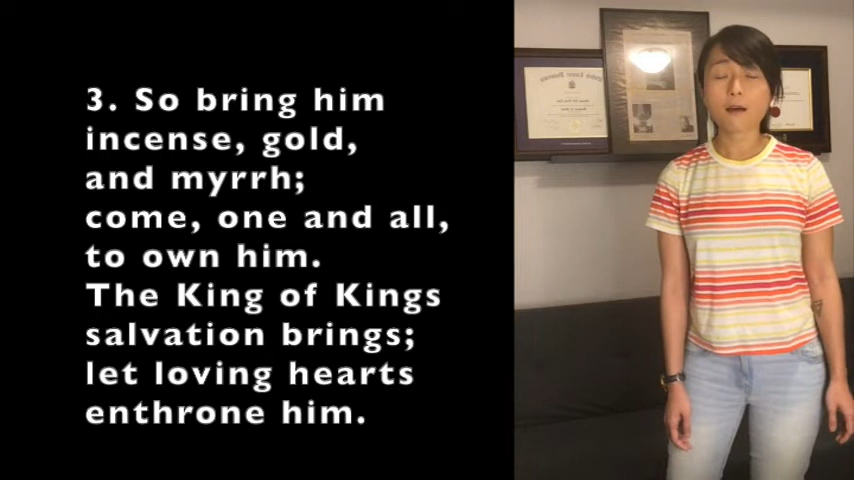 3. So bring him
incense, gold,
and myrrh;
come, one and all,
to own him.
The King of Kings
salvation brings;
let loving hearts
enthrone him.